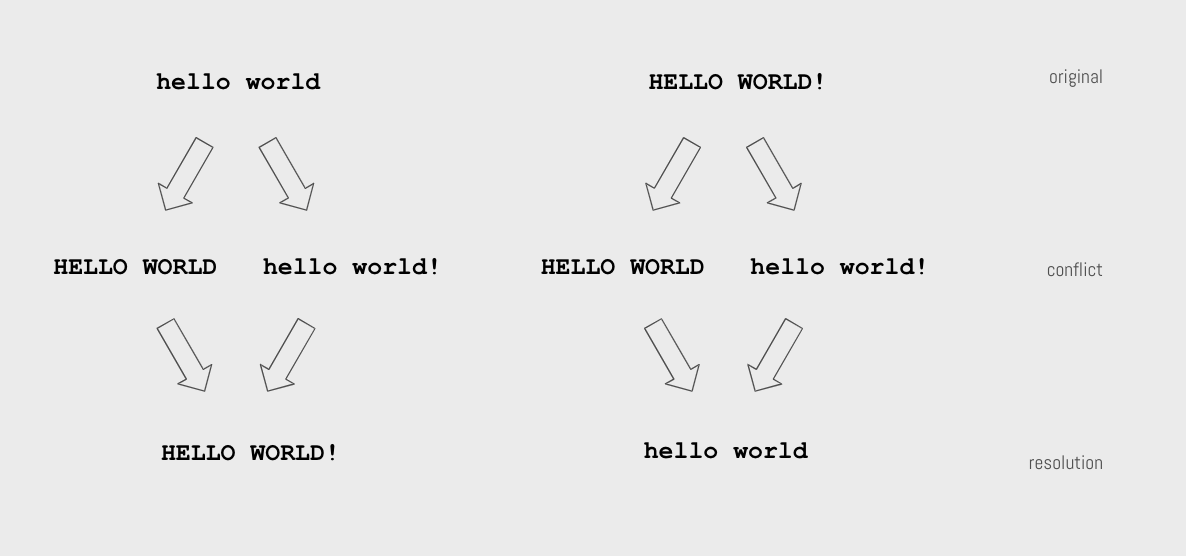 hello world
HELLO WORLD!
original
HELLO WORLD
hello world!
HELLO WORLD
hello world!
conflict
HELLO WORLD!
hello world
resolution